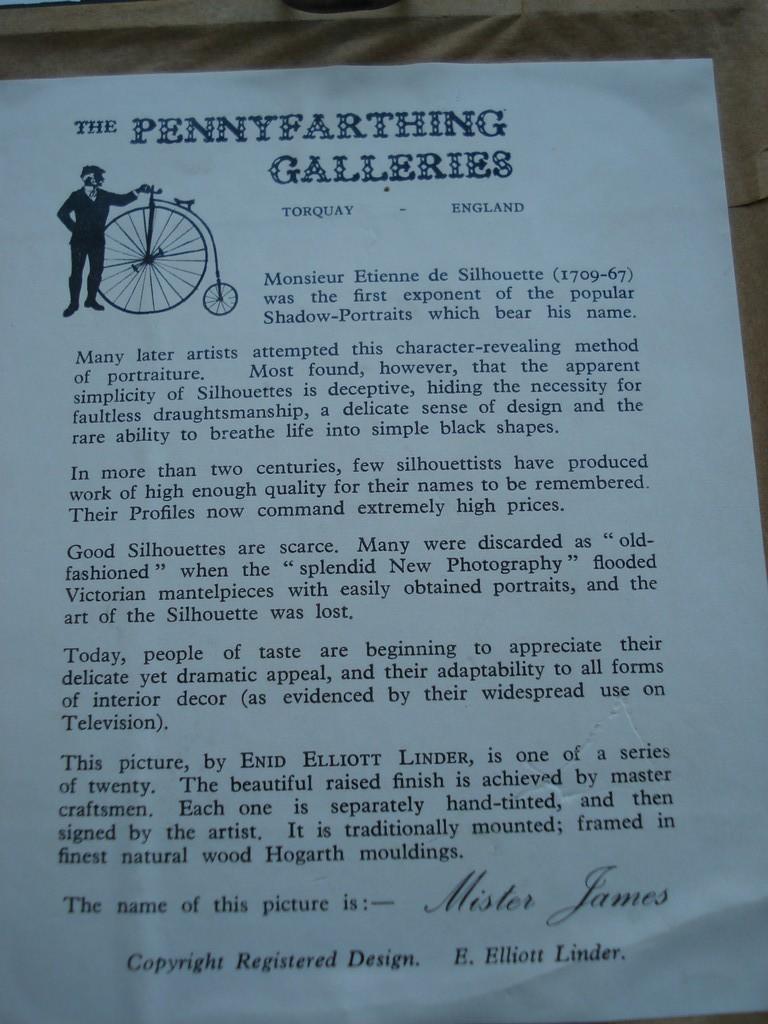 THE PENNYFARTHING
GALLERIES
TORQUAY - ENGLAND
Monsieur Etienne de Silhouette (1709-67)
was the first exponent of the popular
Shadow-Portraits which bear his name.
Many later artists attempted this character-revealing method
of portraiture. Most found, however, that the apparent
simplicity of Silhouettes is deceptive, hiding the necessity for
faultless draughtsmanship, a delicate sense of design and the
rare ability to breathe life into simple black shapes.
In more than two centuries, few silhouettists have produced
work of high enough quality for their names to be remembered.
Their Profiles now command extremely high prices.
Good Silhouettes are scarce. Many were discarded as “ old-
fashioned ” when the “ splendid New Photography ” flooded
Victorian mantelpieces with easily obtained portraits, and the
art of the Silhouette was lost.
Today, people of taste are beginning to appreciate their
delicate yet dramatic appeal, and their adaptability to all forms
of interior decor (as evidenced by their widespread use on
Television).
This picture, by ENID ELLIOTT LINDER, is one of a series
of twenty. The beautiful raised finish is achieved by master
craftsmen. Each one is separately hand-tinted, and then
signed by the artist. It is traditionally mounted; framed in
finest natural wood Hogarth mouldings.
The name of this picture is:— Mister James
Copyright Registered Design. E. Elliott Linder.